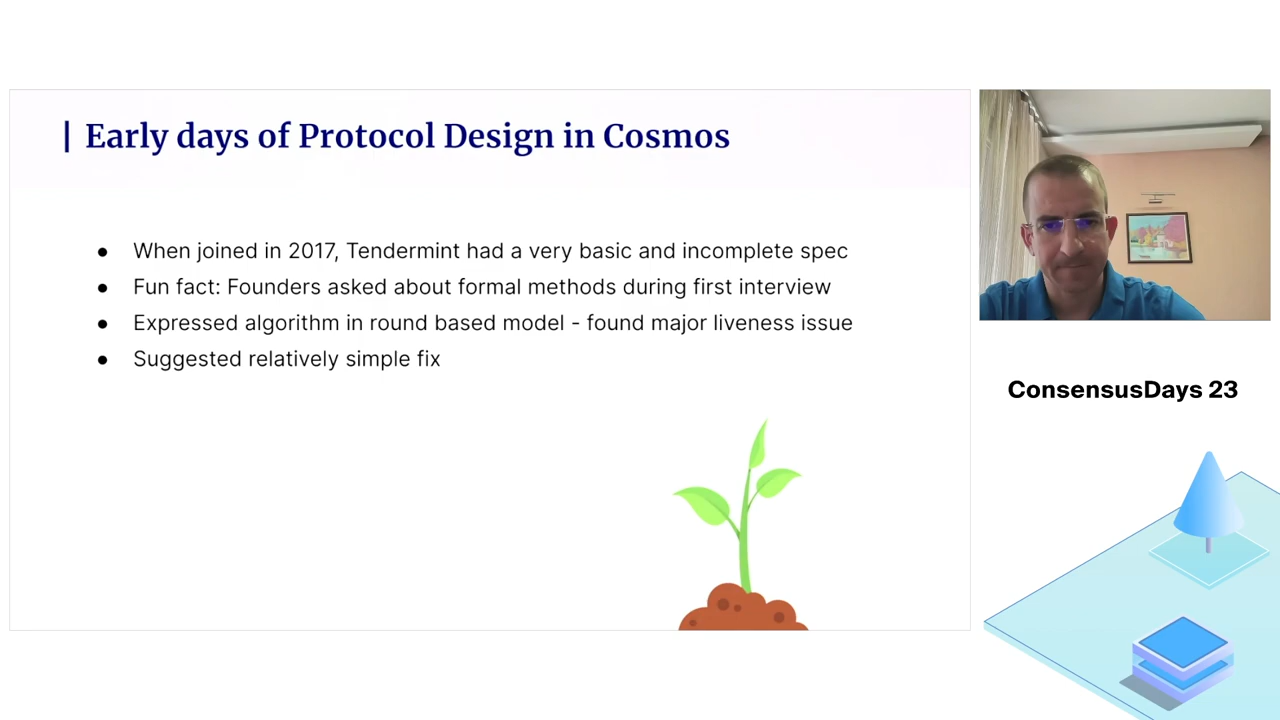 | Early days of Protocol Design in Cosmos
● When joined in 2017, Tendermint had a very basic and incomplete spec
● Fun fact: Founders asked about formal methods during first interview
● Expressed algorithm in round based model - found major liveness issue
● Suggested relatively simple fix
ConsensusDays 23